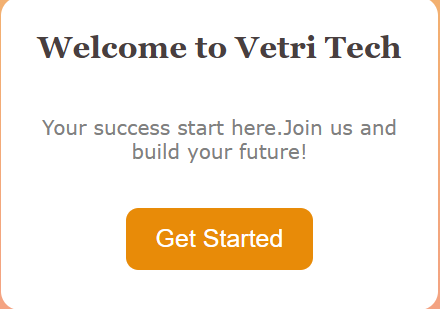 Welcome to Vetri Tech
Your success start here.Join us and
build your future!
Get Started